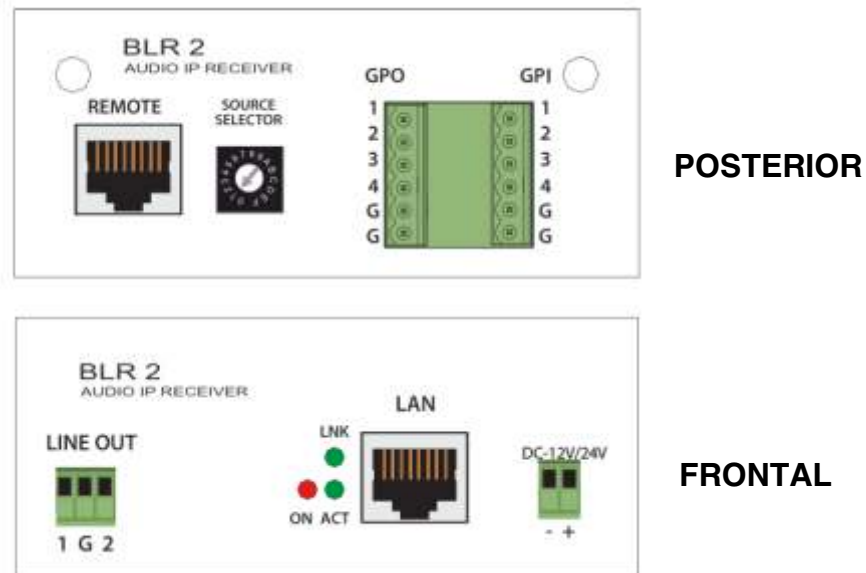 BLR 2
AUDIO IP RECEIVER
REMOTE
SOURCE
SELECTOR
GPO
GPI
1 1
2 2
3 3
4 4
G G
G G
POSTERIOR
BLR 2
AUDIO IP RECEIVER
LINE OUT
1 G 2
LNK
ON ACT
LAN
DC-12V/24V
- +
FRONTAL